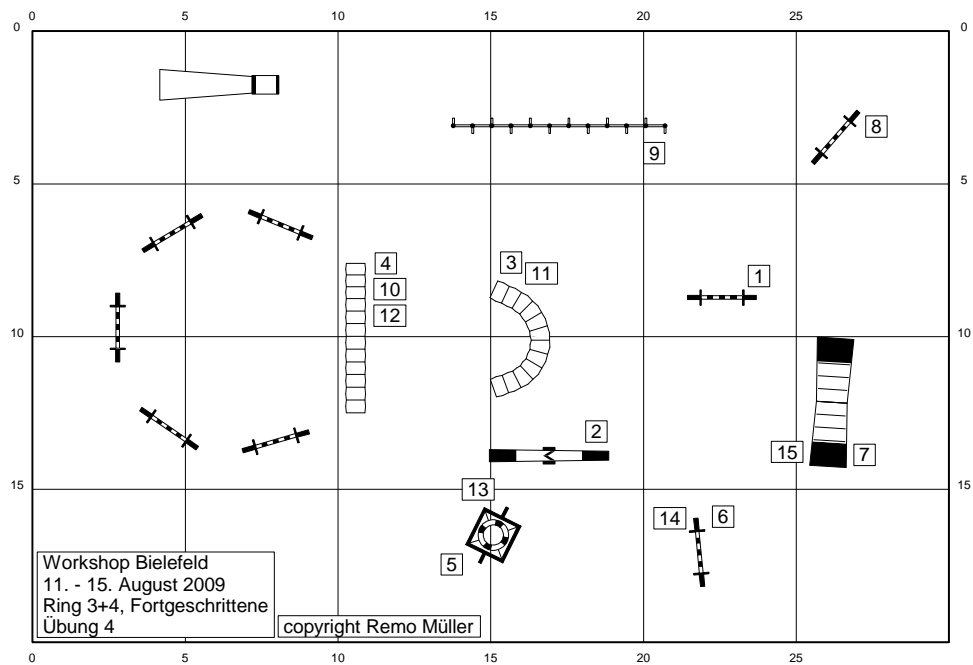 0 5 10 15 20 25
0 0
8
9
5 5
4 3
10 11 1
12
10 10
2
15 7
13
15 15
14 6
5
Workshop Bielefeld
11. - 15. August 2009
Ring 3+4, Fortgeschrittene
Übung 4
copyright Remo Müller
0 5 10 15 20 25